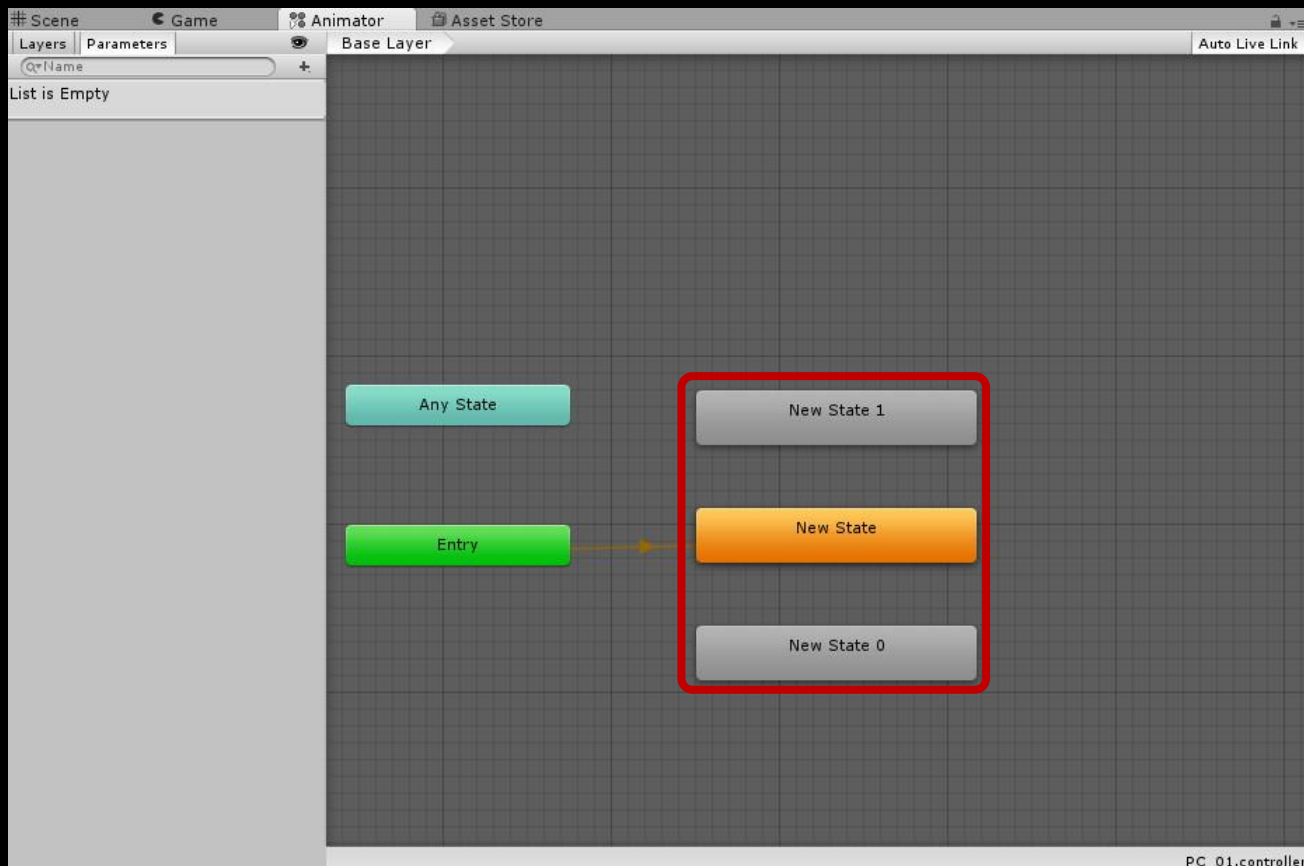 Scene Game Animator Asset Store
Layers Parameters Base Layer Auto Live Link
Name
List is Empty
Any State
New State 1
New State
Entry
New State 0
PC_01.controller